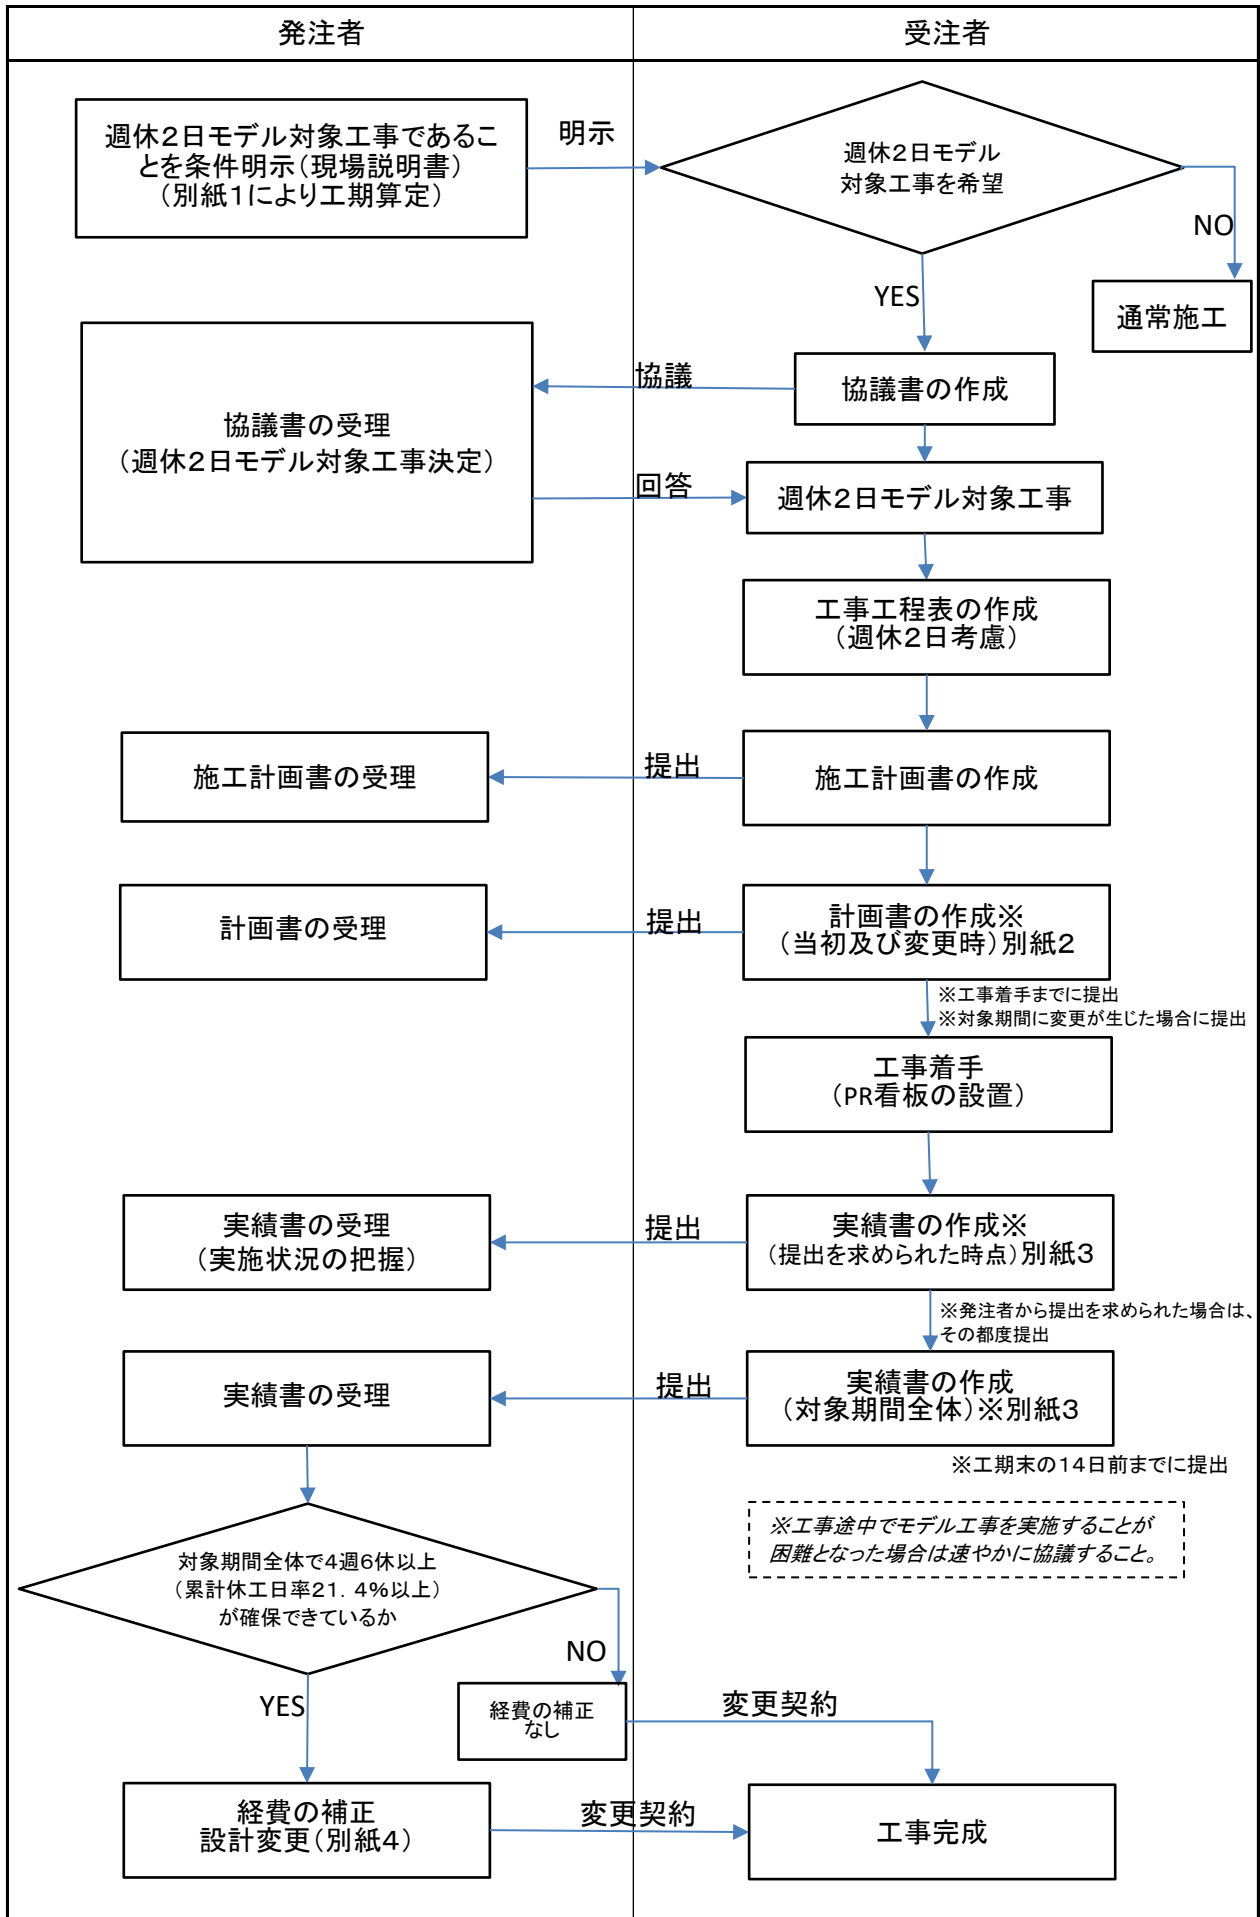 発注者
受注者
週休2日モデル対象工事であるこ
とを条件明示(現場説明書)
(別紙1により工期算定)
明示
週休2日モデル
対象工事を希望
NO
通常施工
YES
協議
協議書の作成
協議書の受理
(週休2日モデル対象工事決定)
回答
週休2日モデル対象工事
工事工程表の作成
(週休2日考慮)
施工計画書の受理
提出
施工計画書の作成
計画書の受理
提出
計画書の作成※
(当初及び変更時)別紙2
※工事着手までに提出
※対象期間に変更が生じた場合に提出
工事着手
(PR看板の設置)
実績書の受理
(実施状況の把握)
提出
実績書の作成※
(提出を求められた時点)別紙3
※発注者から提出を求められた場合は、
その都度提出
実績書の受理
提出
実績書の作成
(対象期間全体)※別紙3
※工期末の14日前までに提出
※工事途中でモデル工事を実施することが
困難となった場合は速やかに協議すること。
対象期間全体で4週6休以上
(累計休工日率21.4%以上)
が確保できているか
NO
YES
経費の補正
なし
変更契約
経費の補正
設計変更(別紙4)
変更契約
工事完成